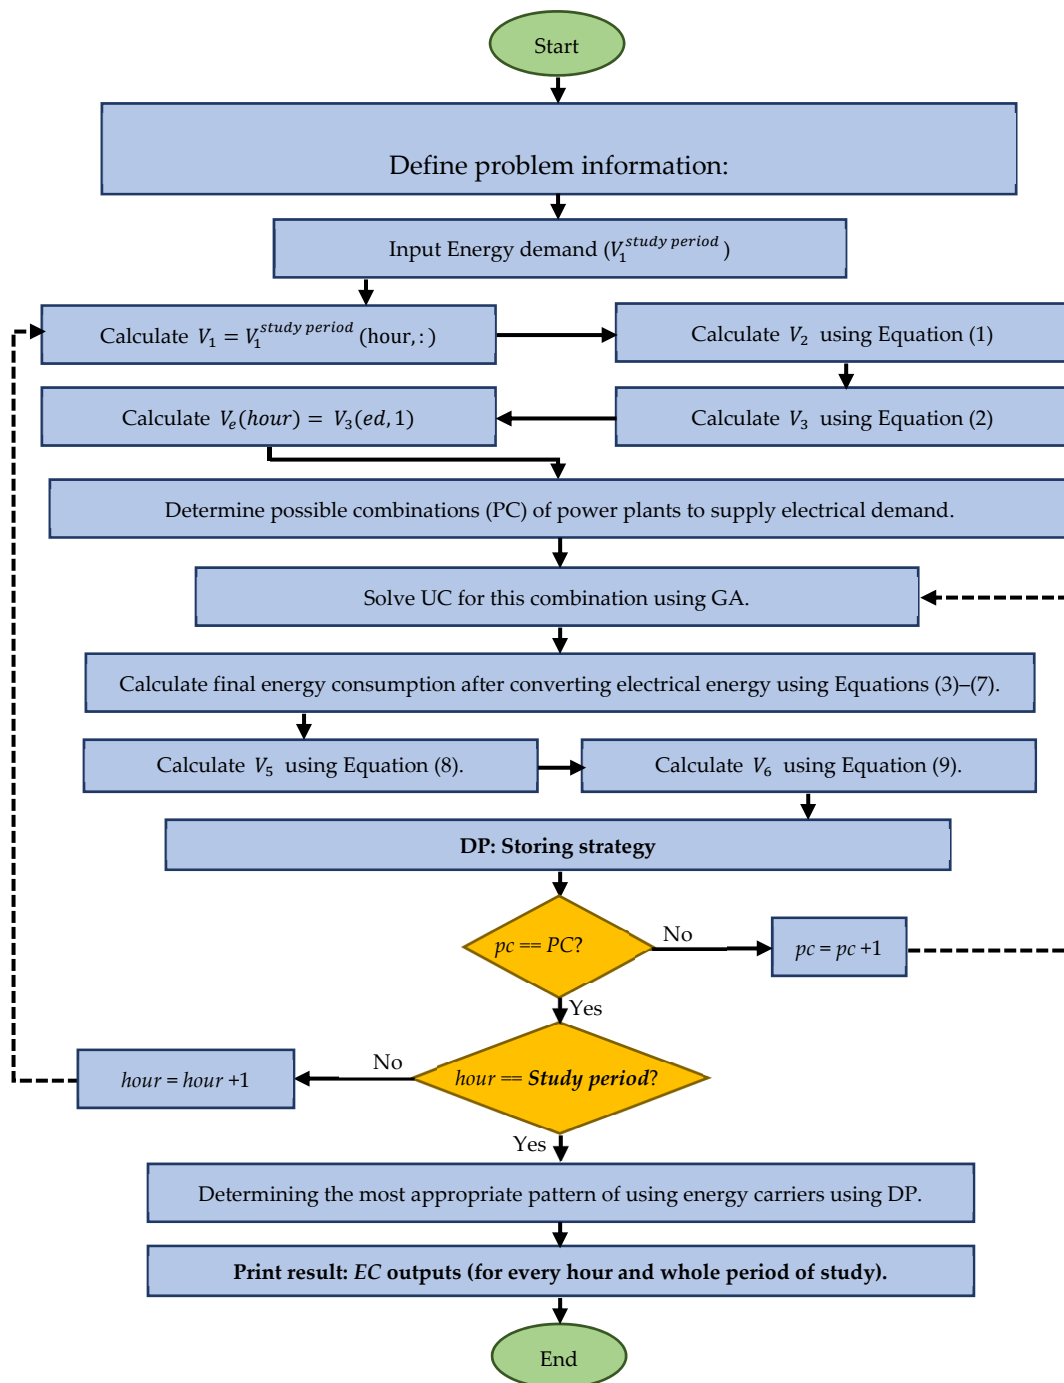 Start
Define problem information:
Input Energy demand (V₁^study period)
Calculate V₁ = V₁^study period (hour,:)
Calculate V₂ using Equation (1)
Calculate Vₑ(hour) = V₃(ed, 1)
Calculate V₃ using Equation (2)
Determine possible combinations (PC) of power plants to supply electrical demand.
Solve UC for this combination using GA.
Calculate final energy consumption after converting electrical energy using Equations (3)–(7).
Calculate V₅ using Equation (8).
Calculate V₆ using Equation (9).
DP: Storing strategy
pc == PC?
No
pc = pc +1
Yes
hour = hour +1
No
hour == Study period?
Yes
Determining the most appropriate pattern of using energy carriers using DP.
Print result: EC outputs (for every hour and whole period of study).
End